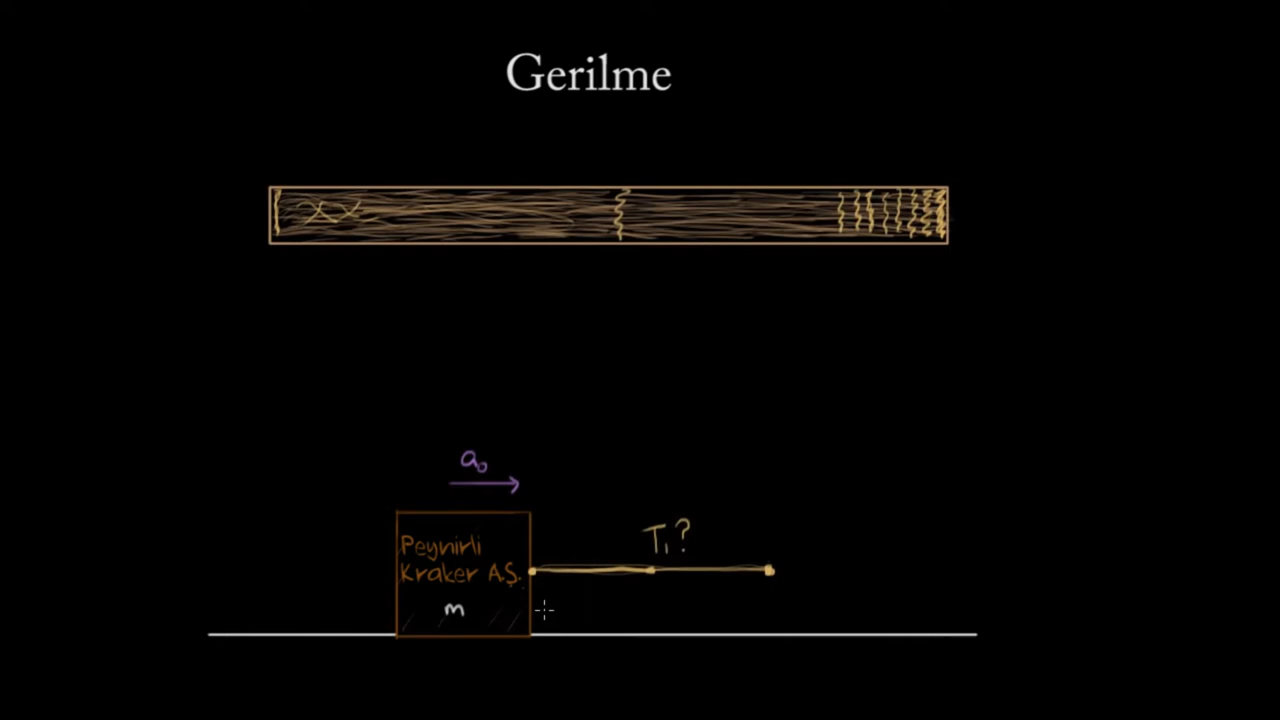 Gerilme
a₀
T₁?
Peynirli
Kraker A.Ş.
m